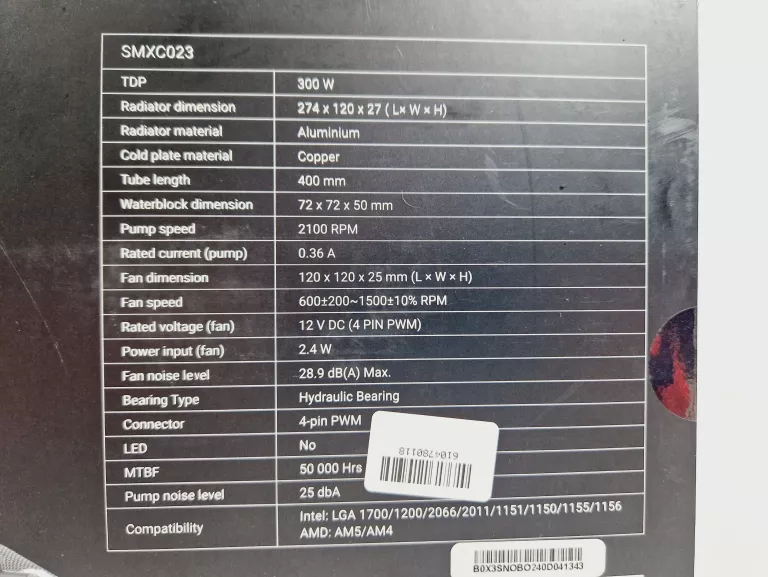 SMXC023
TDP 300 W
Radiator dimension 274 x 120 x 27 ( L× W × H)
Radiator material Aluminium
Cold plate material Copper
Tube length 400 mm
Waterblock dimension 72 x 72 x 50 mm
Pump speed 2100 RPM
Rated current (pump) 0.36 A
Fan dimension 120 x 120 x 25 mm (L × W × H)
Fan speed 600±200~1500±10% RPM
Rated voltage (fan) 12 V DC (4 PIN PWM)
Power input (fan) 2.4 W
Fan noise level 28.9 dB(A) Max.
Bearing Type Hydraulic Bearing
Connector 4-pin PWM
LED No
MTBF 50 000 Hrs
Pump noise level 25 dbA
Compatibility Intel: LGA 1700/1200/2066/2011/1151/1150/1155/1156
AMD: AM5/AM4
6104780118
B0X3SNOBO240D041343